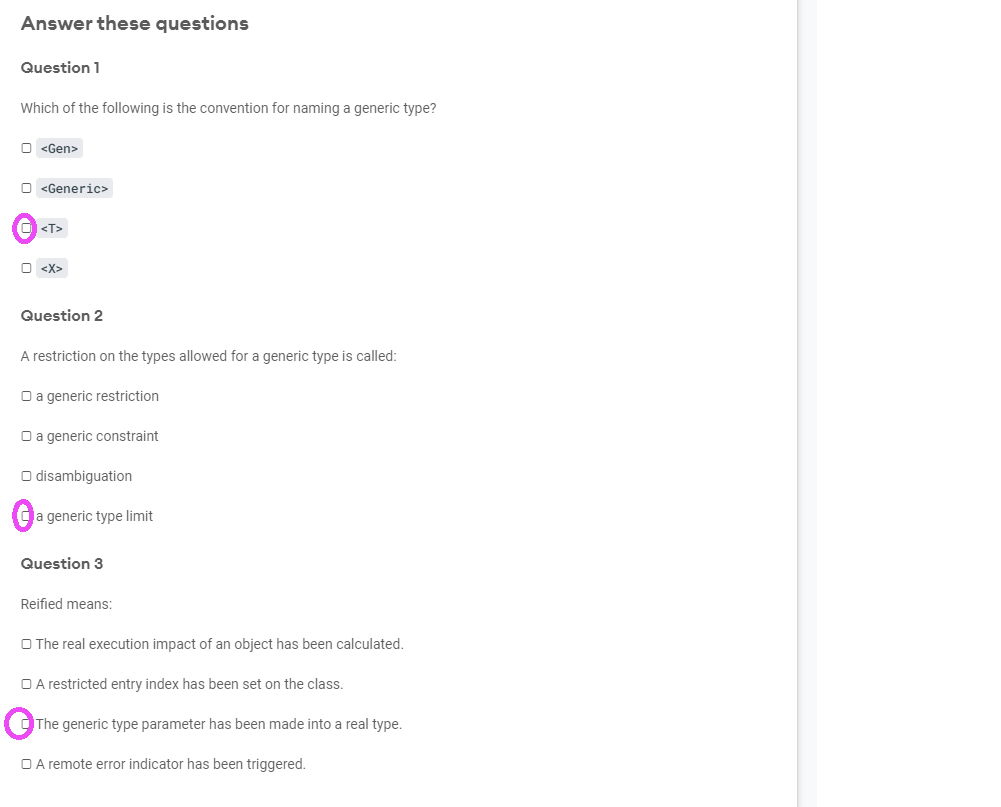 Answer these questions
Question 1
Which of the following is the convention for naming a generic type?
<Gen>
<Generic>
<T>
<X>
Question 2
A restriction on the types allowed for a generic type is called:
a generic restriction
a generic constraint
disambiguation
a generic type limit
Question 3
Reified means:
The real execution impact of an object has been calculated.
A restricted entry index has been set on the class.
The generic type parameter has been made into a real type.
A remote error indicator has been triggered.